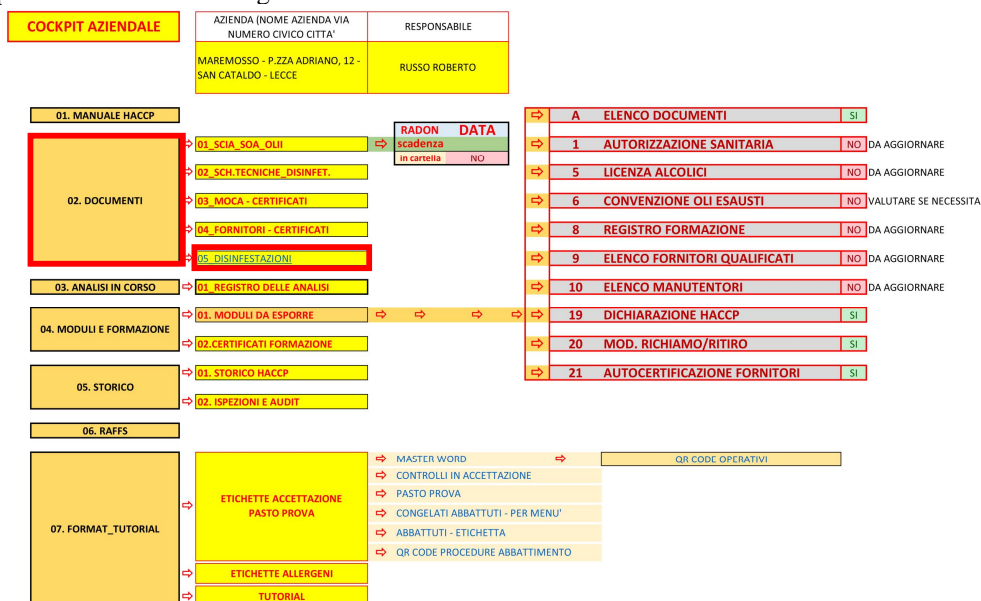 COCKPIT AZIENDALE
AZIENDA (NOME AZIENDA VIA
NUMERO CIVICO CITTA'
RESPONSABILE
MAREMOSSO - P.ZZA ADRIANO, 12 -
SAN CATALDO - LECCE
RUSSO ROBERTO
01. MANUALE HACCP
A ELENCO DOCUMENTI SI
RADON DATA
scadenza
in cartella NO
02. DOCUMENTI
01_SCIA_SOA_OLII
1 AUTORIZZAZIONE SANITARIA NO DA AGGIORNARE
02_SCH.TECNICHE_DISINFET.
5 LICENZA ALCOLICI NO DA AGGIORNARE
03_MOCA - CERTIFICATI
6 CONVENZIONE OLI ESAUSTI NO VALUTARE SE NECESSITA
04_FORNITORI - CERTIFICATI
8 REGISTRO FORMAZIONE NO DA AGGIORNARE
05_DISINFESTAZIONI
9 ELENCO FORNITORI QUALIFICATI NO DA AGGIORNARE
03. ANALISI IN CORSO
01_REGISTRO DELLE ANALISI
10 ELENCO MANUTENTORI NO DA AGGIORNARE
04. MODULI E FORMAZIONE
01. MODULI DA ESPORRE
19 DICHIARAZIONE HACCP SI
02.CERTIFICATI FORMAZIONE
20 MOD. RICHIAMO/RITIRO SI
05. STORICO
01. STORICO HACCP
21 AUTOCERTIFICAZIONE FORNITORI SI
02. ISPEZIONI E AUDIT
06. RAFFS
07. FORMAT_TUTORIAL
ETICHETTE ACCETTAZIONE
PASTO PROVA
MASTER WORD
QR CODE OPERATIVI
CONTROLLI IN ACCETTAZIONE
PASTO PROVA
CONGELATI ABBATTUTI - PER MENU'
ABBATTUTI - ETICHETTA
QR CODE PROCEDURE ABBATTIMENTO
ETICHETTE ALLERGENI
TUTORIAL